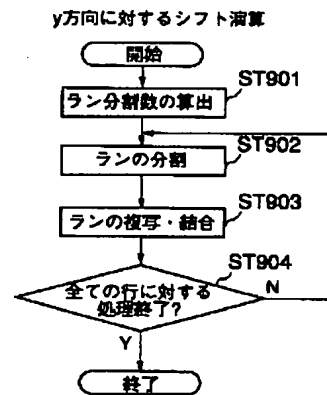 y方向に対するシフト演算
開始
ST901
ラン分割数の算出
ST902
ランの分割
ST903
ランの複写・結合
ST904
全ての行に対する
処理終了?
N
Y
終了